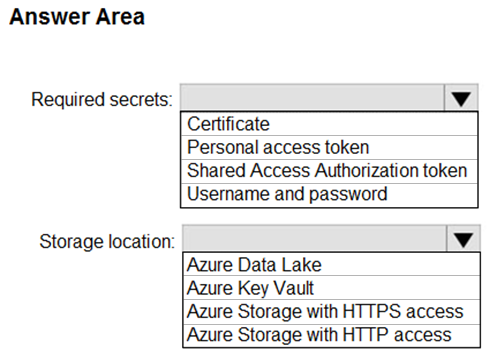 Answer Area
Required secrets:
Certificate
Personal access token
Shared Access Authorization token
Username and password
Storage location:
Azure Data Lake
Azure Key Vault
Azure Storage with HTTPS access
Azure Storage with HTTP access